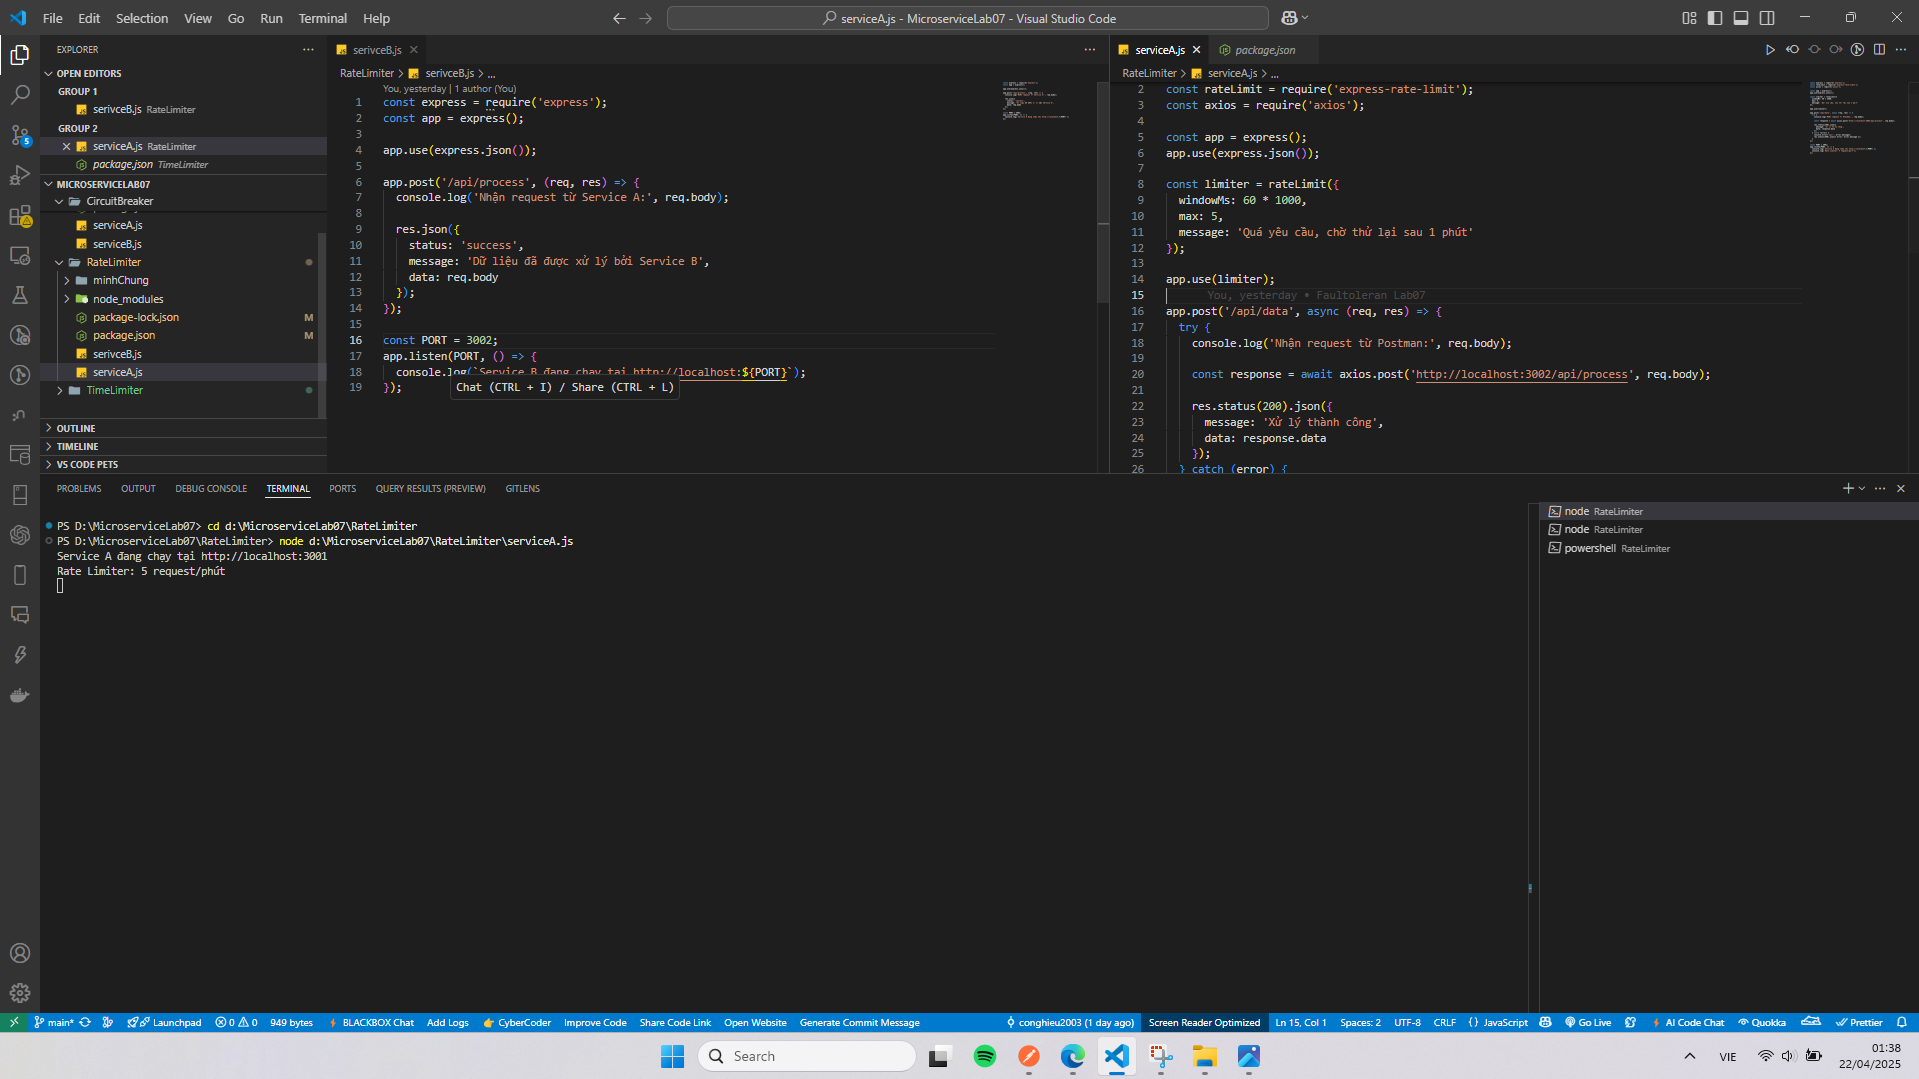 File Edit Selection View Go Run Terminal Help
serviceA.js - MicroserviceLab07 - Visual Studio Code
EXPLORER
OPEN EDITORS
GROUP 1
serivceB.js RateLimiter
GROUP 2
serviceA.js RateLimiter
package.json TimeLimiter
MICROSERVICELAB07
CircuitBreaker
serviceA.js
serviceB.js
RateLimiter
minhChung
node_modules
package-lock.json M
package.json M
serivceB.js
serviceA.js
TimeLimiter
OUTLINE
TIMELINE
VS CODE PETS
serivceB.js
RateLimiter > serivceB.js > ...
You, yesterday | 1 author (You)
1 const express = require('express');
2 const app = express();
3
4 app.use(express.json());
5
6 app.post('/api/process', (req, res) => {
7 console.log('Nhận request từ Service A:', req.body);
8
9 res.json({
10 status: 'success',
11 message: 'Dữ liệu đã được xử lý bởi Service B',
12 data: req.body
13 });
14 });
15
16 const PORT = 3002;
17 app.listen(PORT, () => {
18 console.log(`Service B đang chạy tại http://localhost:${PORT}`);
19 });
Chat (CTRL + I) / Share (CTRL + L)
serviceA.js package.json
RateLimiter > serviceA.js > ...
2 const rateLimit = require('express-rate-limit');
3 const axios = require('axios');
4
5 const app = express();
6 app.use(express.json());
7
8 const limiter = rateLimit({
9 windowMs: 60 * 1000,
10 max: 5,
11 message: 'Quá yêu cầu, chờ thử lại sau 1 phút'
12 });
13
14 app.use(limiter);
15 You, yesterday • Faultoleran Lab07
16 app.post('/api/data', async (req, res) => {
17 try {
18 console.log('Nhận request từ Postman:', req.body);
19
20 const response = await axios.post('http://localhost:3002/api/process', req.body);
21
22 res.status(200).json({
23 message: 'Xử lý thành công',
24 data: response.data
25 });
26 } catch (error) {
PROBLEMS OUTPUT DEBUG CONSOLE TERMINAL PORTS QUERY RESULTS (PREVIEW) GITLENS
PS D:\MicroserviceLab07> cd d:\MicroserviceLab07\RateLimiter
PS D:\MicroserviceLab07\RateLimiter> node d:\MicroserviceLab07\RateLimiter\serviceA.js
Service A đang chạy tại http://localhost:3001
Rate Limiter: 5 request/phút
node RateLimiter
node RateLimiter
powershell RateLimiter
main* Launchpad 0 0 949 bytes BLACKBOX Chat Add Logs CyberCoder Improve Code Share Code Link Open Website Generate Commit Message conghieu2003 (1 day ago) Screen Reader Optimized Ln 15, Col 1 Spaces: 2 UTF-8 CRLF {} JavaScript Go Live AI Code Chat Quokka Prettier
5
Search
VIE
01:38
22/04/2025